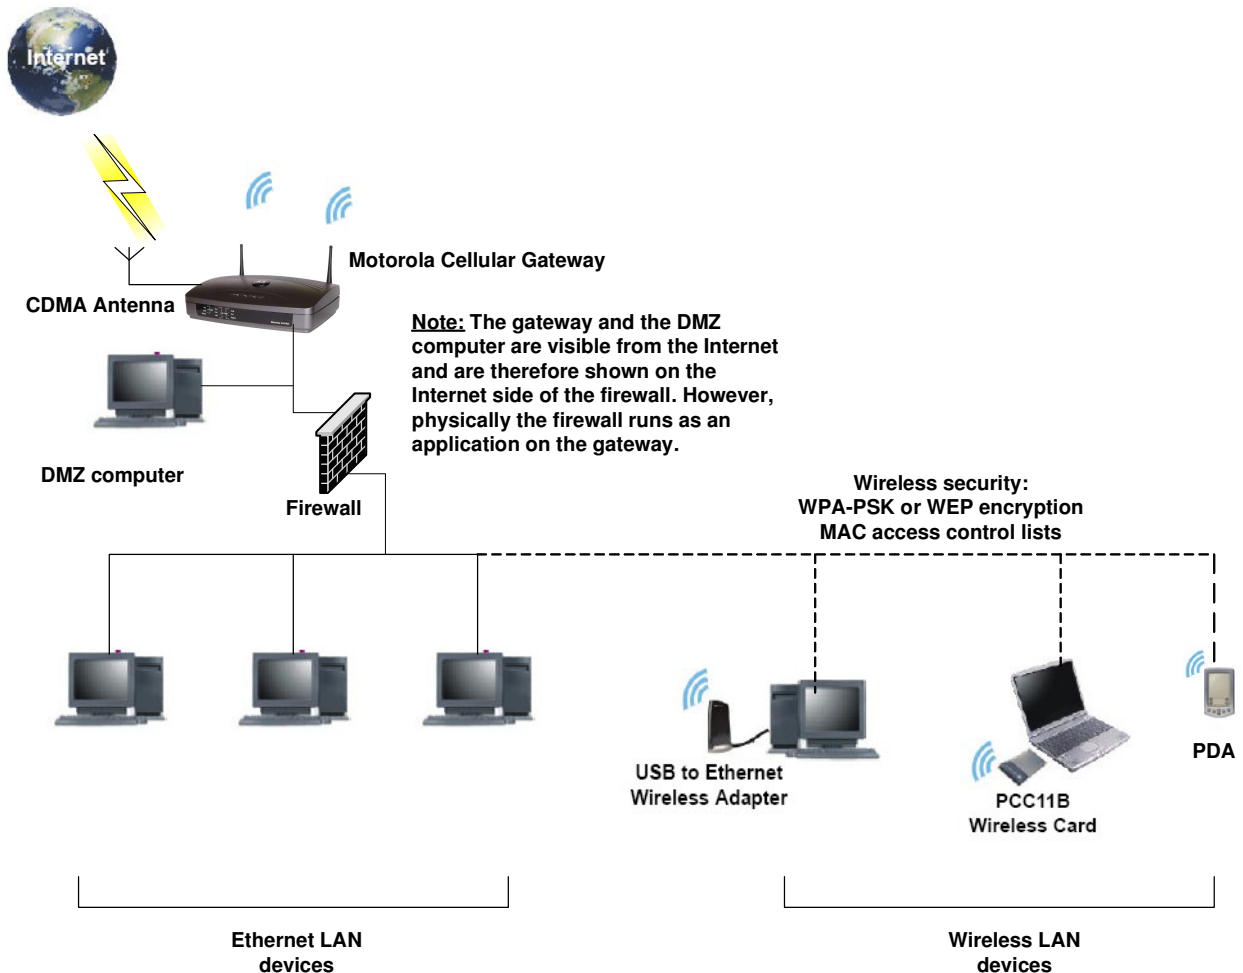 Internet
Motorola Cellular Gateway
CDMA Antenna
Note: The gateway and the DMZ
computer are visible from the Internet
and are therefore shown on the
Internet side of the firewall. However,
physically the firewall runs as an
application on the gateway.
DMZ computer
Firewall
Wireless security:
WPA-PSK or WEP encryption
MAC access control lists
USB to Ethernet
Wireless Adapter
PCC11B
Wireless Card
PDA
Ethernet LAN
devices
Wireless LAN
devices